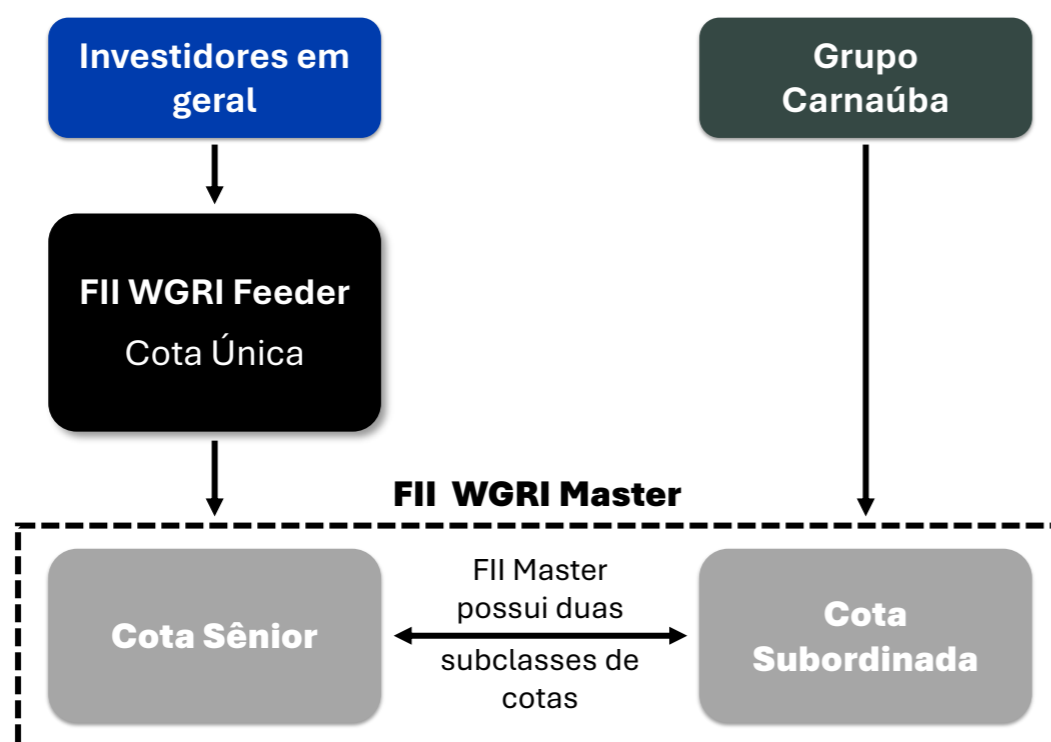 Investidores em
geral
Grupo
Carnaúba
FII WGRI Feeder
Cota Única
FII WGRI Master
Cota Sênior
FII Master
possui duas
subclasses de
cotas
Cota
Subordinada